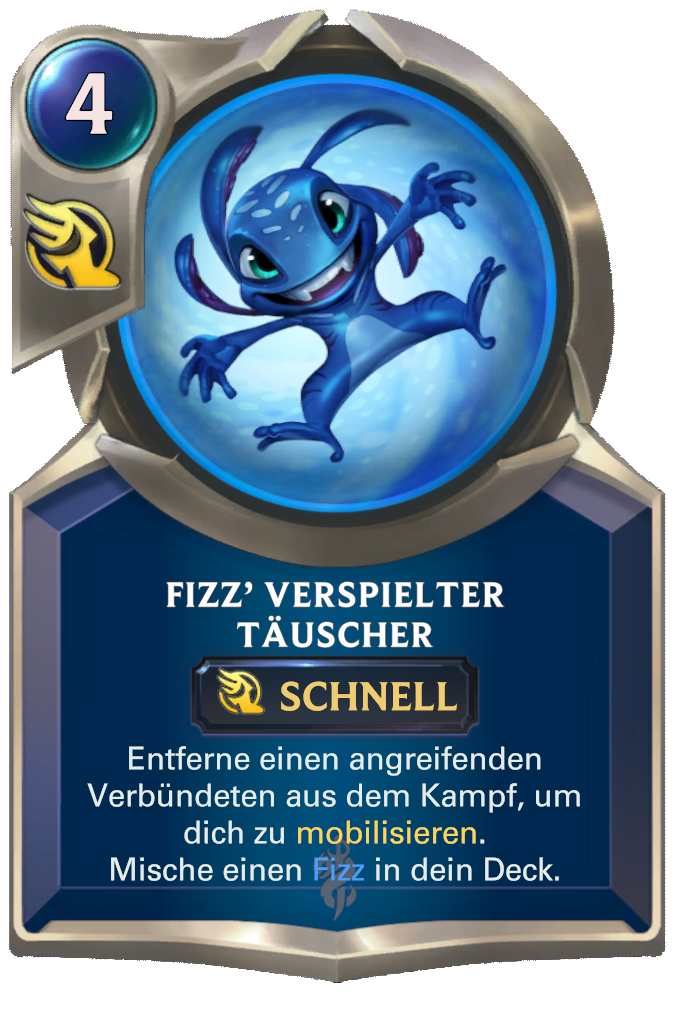 4
FIZZ’ VERSPIELTER
TÄUSCHER
SCHNELL
Entferne einen angreifenden
Verbündeten aus dem Kampf, um
dich zu mobilisieren.
Mische einen Fizz in dein Deck.